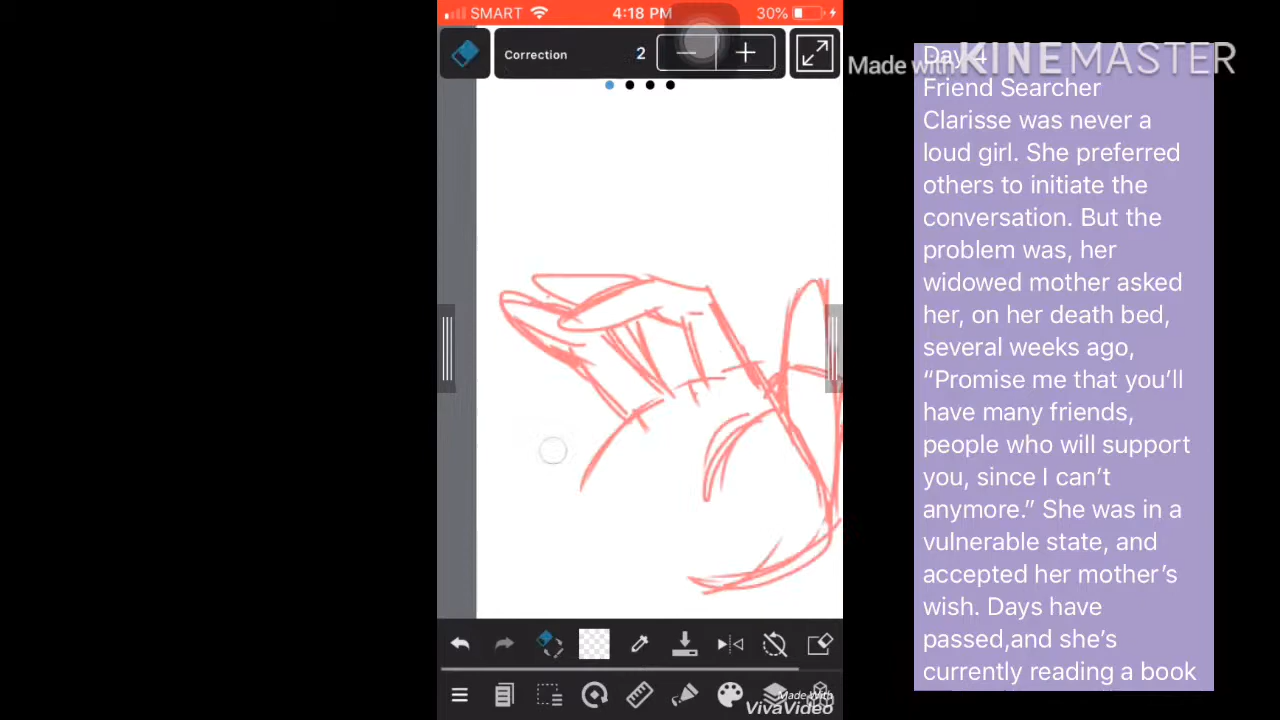 SMART 4:18 PM 30%
Correction 2
Made with KINEMASTER
Day 4
Friend Searcher
Clarisse was never a
loud girl. She preferred
others to initiate the
conversation. But the
problem was, her
widowed mother asked
her, on her death bed,
several weeks ago,
“Promise me that you’ll
have many friends,
people who will support
you, since I can’t
anymore.” She was in a
vulnerable state, and
accepted her mother’s
wish. Days have
passed,and she’s
currently reading a book
Made With
VivaVideo